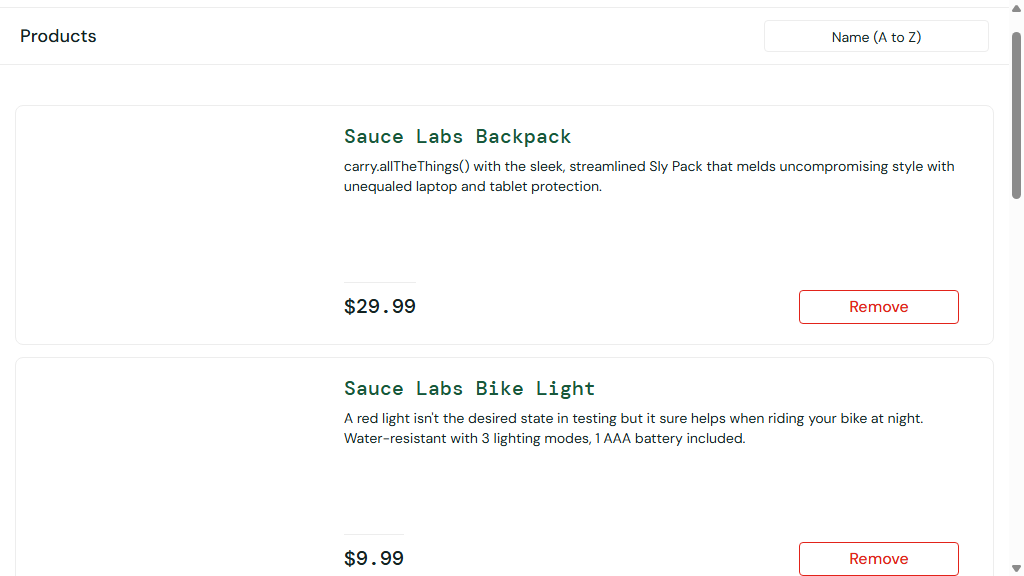 Products
Name (A to Z)
Sauce Labs Backpack
carry.allTheThings() with the sleek, streamlined Sly Pack that melds uncompromising style with
unequaled laptop and tablet protection.
$29.99
Remove
Sauce Labs Bike Light
A red light isn't the desired state in testing but it sure helps when riding your bike at night.
Water-resistant with 3 lighting modes, 1 AAA battery included.
$9.99
Remove